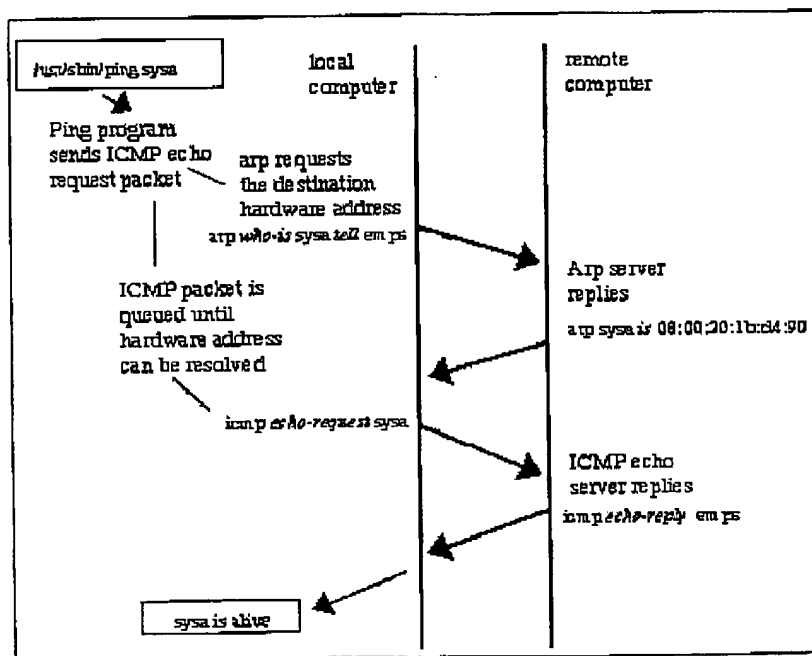 /usr/sbin/ping sysa
local
computer
remote
computer
Ping program
sends ICMP echo
request packet
arp requests
the destination
hardware address
arp who-is sysa tell emps
Arp server
replies
arp sysa is 08:00:20:1b:d4:90
ICMP packet is
queued until
hardware address
can be resolved
icmp echo-request sysa
ICMP echo
server replies
icmp echo-reply emps
sysa is alive